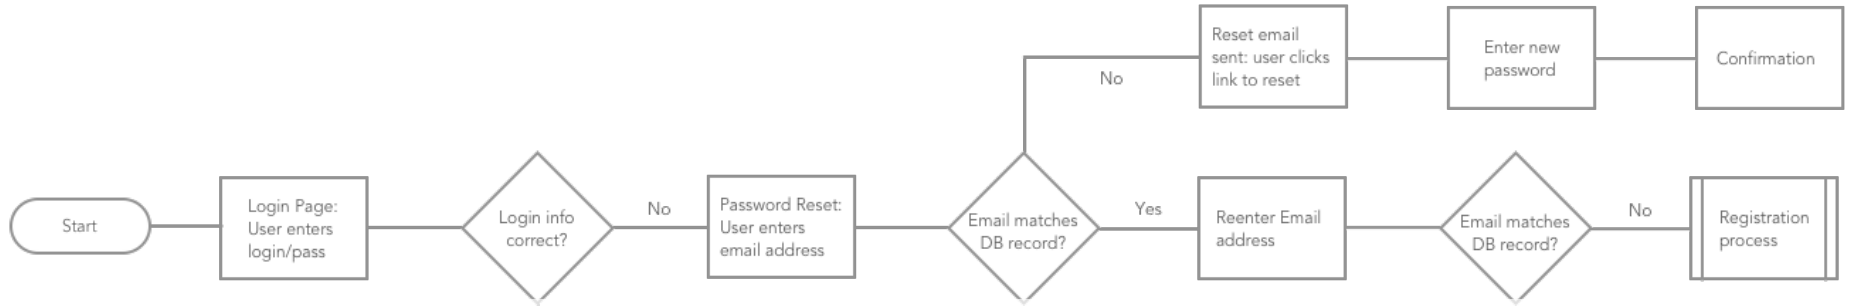 Start
Login Page:
User enters
login/pass
Login info
correct?
No
Password Reset:
User enters
email address
Email matches
DB record?
No
Reset email
sent: user clicks
link to reset
Enter new
password
Confirmation
Yes
Reenter Email
address
Email matches
DB record?
No
Registration
process